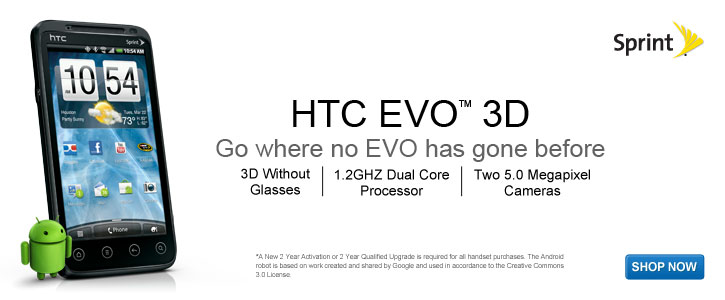 hTC
Sprint
10:54 AM
10 54
Houston
Tues, Mar 22
Partly Sunny
73°
Phone
Sprint
HTC EVO™ 3D
Go where no EVO has gone before
3D Without
Glasses
1.2GHZ Dual Core
Processor
Two 5.0 Megapixel
Cameras
*A New 2 Year Activation or 2 Year Qualified Upgrade is required for all handset purchases. The Android
robot is based on work created and shared by Google and used in accordance to the Creative Commons
3.0 License.
SHOP NOW